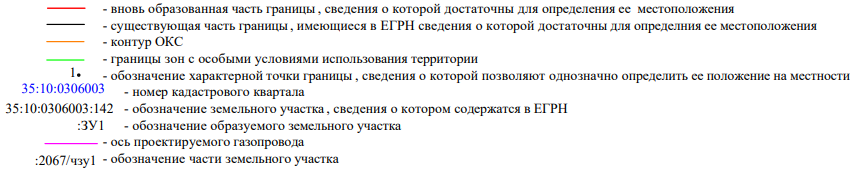 - вновь образованная часть границы, сведения о которой достаточны для определения ее местоположения
- существующая часть границы, имеющиеся в ЕГРН сведения о которой достаточны для определния ее местоположения
- контур ОКС
- границы зон с особыми условиями использования территории
1. - обозначение характерной точки границы, сведения о которой позволяют однозначно определить ее положение на местности
35:10:0306003 - номер кадастрового квартала
35:10:0306003:142 - обозначение земельного участка, сведения о котором содержатся в ЕГРН
:ЗУ1 - обозначение образуемого земельного участка
- ось проектируемого газопровода
:2067/чзу1 - обозначение части земельного участка